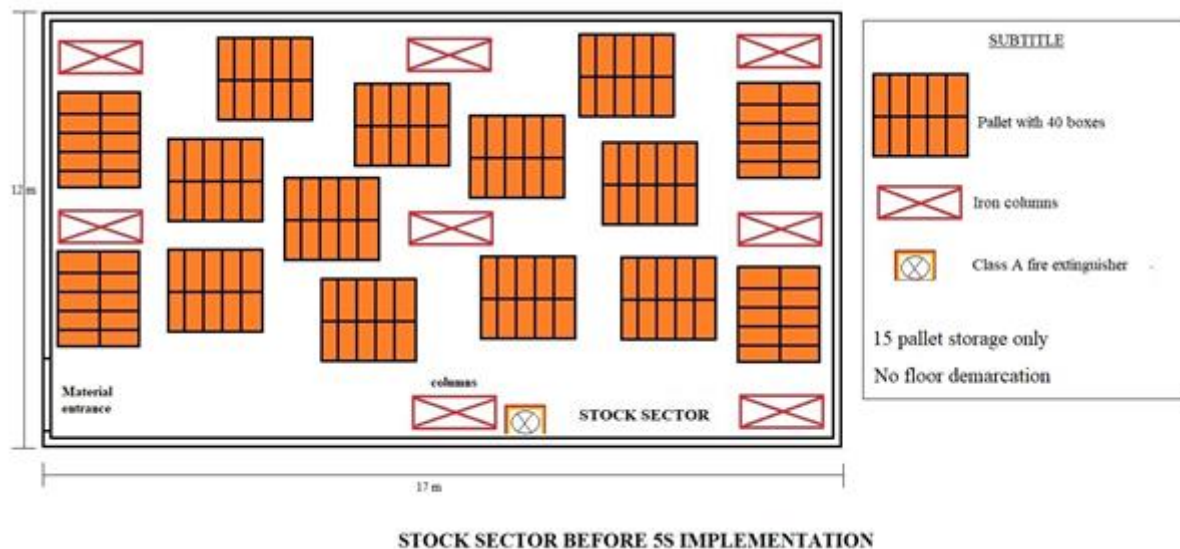 SUBTITLE
Pallet with 40 boxes
12 m
Iron columns
Class A fire extinguisher
15 pallet storage only
No floor demarcation
Material
entrance
columns
STOCK SECTOR
17 m
STOCK SECTOR BEFORE 5S IMPLEMENTATION